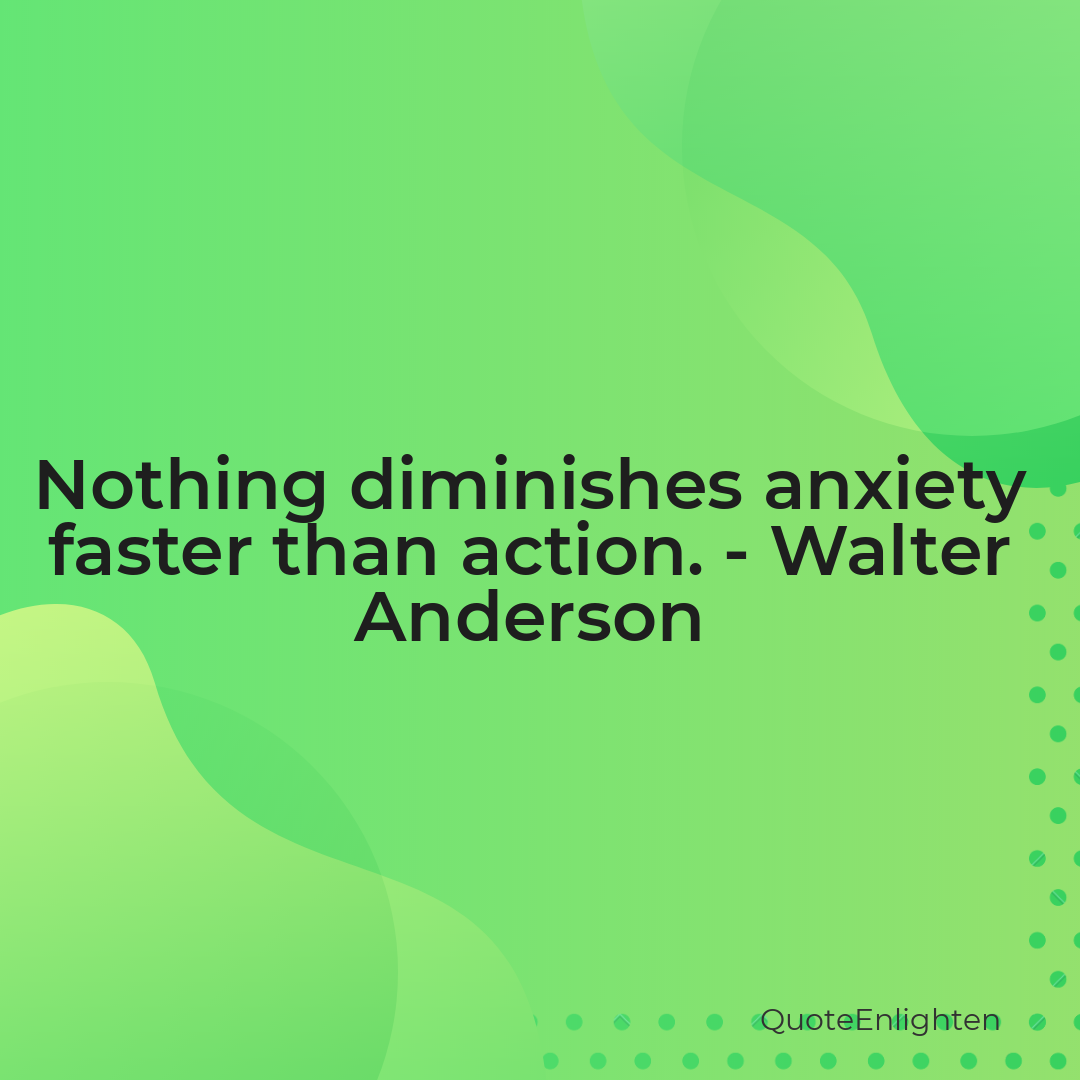 Nothing diminishes anxiety
faster than action. - Walter
Anderson
QuoteEnlighten